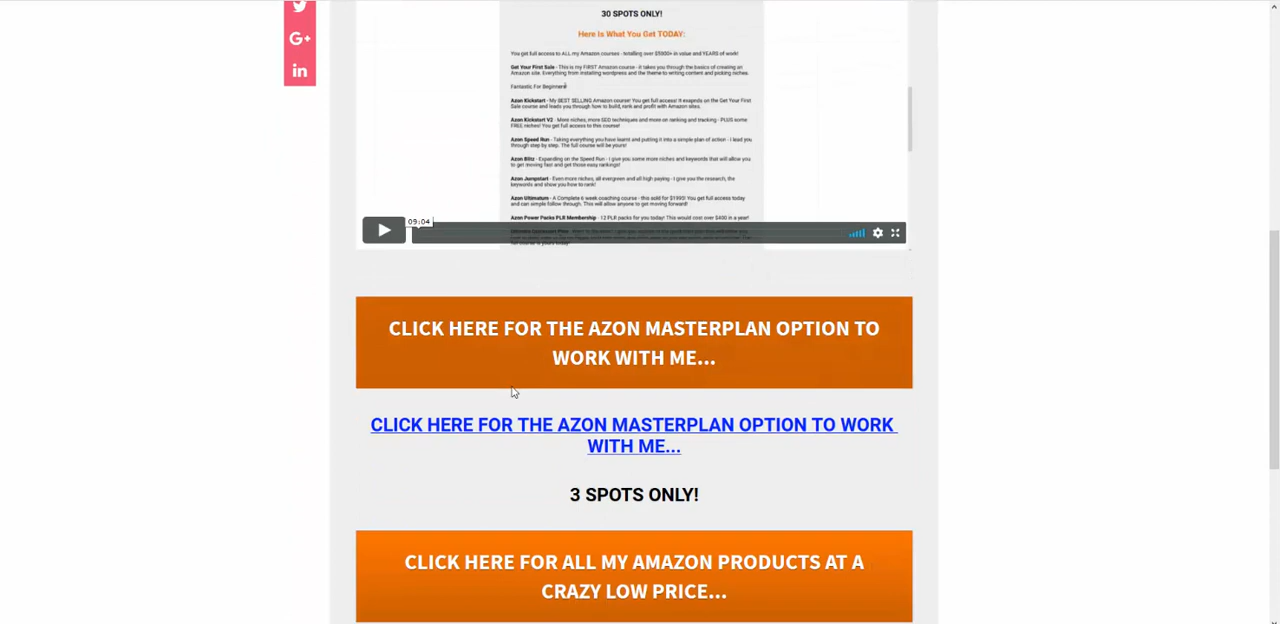 30 SPOTS ONLY!
Here Is What You Get TODAY:
You get full access to ALL my Amazon courses - totalling over $5000+ in value and YEARS of work!
Get Your First Sale - This is my FIRST Amazon course - it takes you through the basics of creating an
Amazon site. Everything from installing wordpress and the theme to writing content and picking niches.
Fantastic For Beginners
Azon Kickstart - My BEST SELLING Amazon course! You get full access! It expands on the Get Your First
Sale course and leads you through how to build, rank and profit with Amazon sites.
Azon Kickstart V2 - More niches, more SEO techniques and more on ranking and tracking - PLUS some
FREE niches! You get full access to this course!
Azon Speed Run - Taking everything you have learnt and putting it into a simple plan of action - I lead you
through step by step. The full course will be yours!
Azon Blitz - Expanding on the Speed Run - I give you some more niches and keywords that will allow you
to get moving fast and get those easy rankings!
Azon Jumpstart - Even more niches, all evergreen and all high paying - I give you the research, the
keywords and show you how to rank!
Azon Ultimatum - A Complete 6 week coaching course - this sold for $1997! You get full access today
and can simple follow through. This will allow anyone to get moving forward!
Azon Power Packs PLR Membership - 12 PLR packs for you today! This would cost over $400 in a year!
09:04
CLICK HERE FOR THE AZON MASTERPLAN OPTION TO
WORK WITH ME...
CLICK HERE FOR THE AZON MASTERPLAN OPTION TO WORK
WITH ME...
3 SPOTS ONLY!
CLICK HERE FOR ALL MY AMAZON PRODUCTS AT A
CRAZY LOW PRICE...